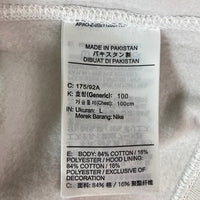 MADE IN PAKISTAN
パキスタン製
DIBUAT DI PAKISTAN
C: 175/92A
K: 호칭(Generic): 100
가슴둘레(Chest): 100cm
IN: Ukuran: L
Merek Barang: Nike
E: BODY: 84% COTTON / 16%
POLYESTER / HOOD LINING:
84% COTTON / 16%
POLYESTER EXCLUSIVE OF
DECORATION
C: 面料: 84% 棉 / 16% 聚酯纤维